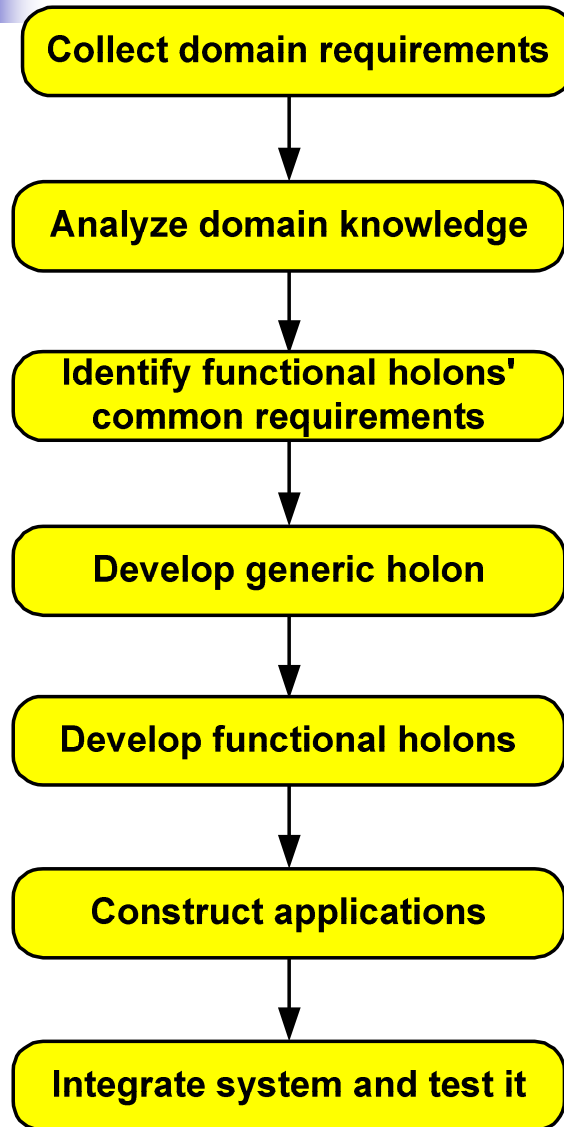 Collect domain requirements
Analyze domain knowledge
Identify functional holons'
common requirements
Develop generic holon
Develop functional holons
Construct applications
Integrate system and test it